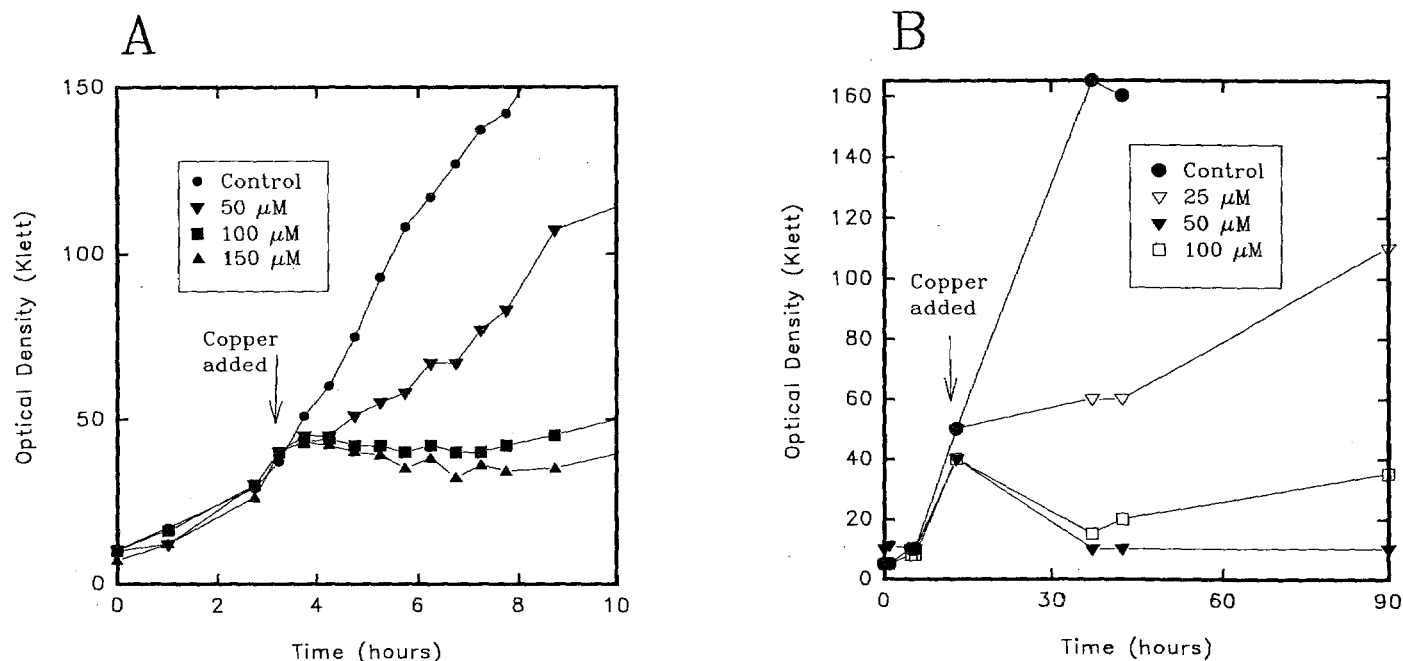 A
Optical Density (Klett)
150
100
50
0
Control
50 μM
100 μM
150 μM
Copper
added
0 2 4 6 8 10
Time (hours)
B
Optical Density (Klett)
160
140
120
100
80
60
40
20
0
Control
25 μM
50 μM
100 μM
Copper
added
0 30 60 90
Time (hours)